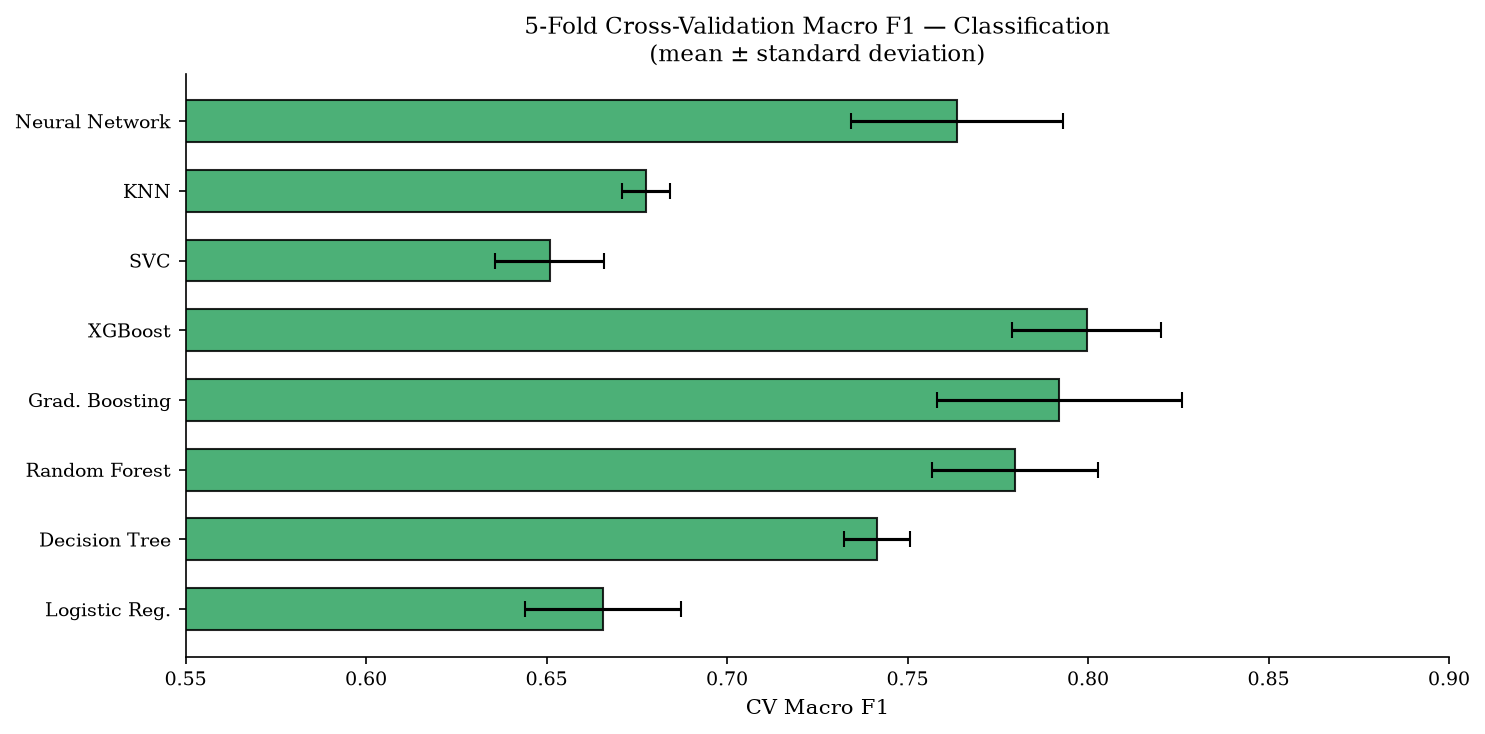 5-Fold Cross-Validation Macro F1 — Classification
(mean ± standard deviation)
Neural Network
KNN
SVC
XGBoost
Grad. Boosting
Random Forest
Decision Tree
Logistic Reg.
0.55 0.60 0.65 0.70 0.75 0.80 0.85 0.90
CV Macro F1